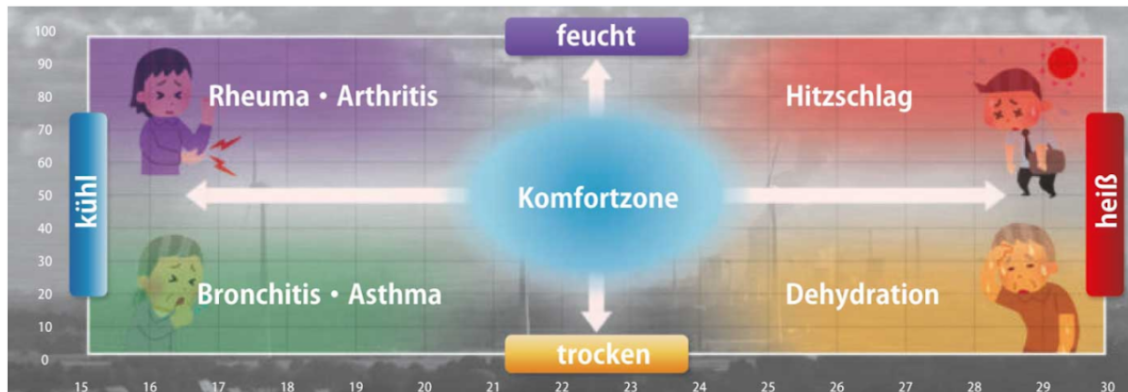 feucht
100
90
80
70
60
50
40
30
20
10
0
Rheuma • Arthritis
Hitzschlag
kühl
Komfortzone
heiß
Bronchitis • Asthma
Dehydration
trocken
15 16 17 18 19 20 21 22 23 24 25 26 27 28 29 30